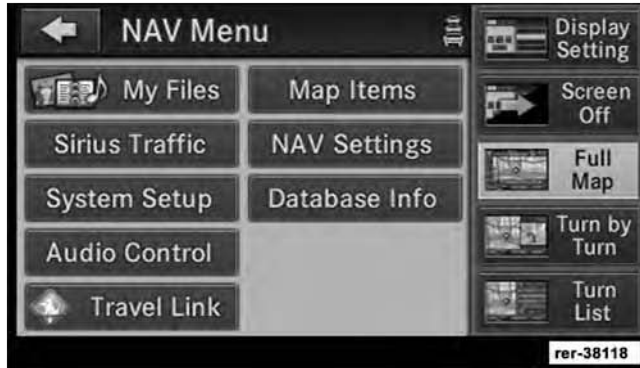 NAV Menu
My Files
Map Items
Sirius Traffic
NAV Settings
System Setup
Database Info
Audio Control
Travel Link
Display
Setting
Screen
Off
Full
Map
Turn by
Turn
Turn
List
rer-38118